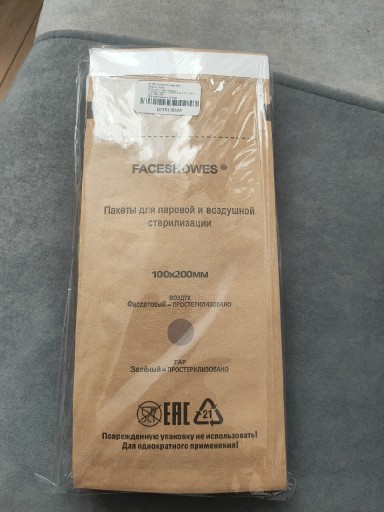 FACESHOWES®
Пакеты для паровой и воздушной
стерилизации
100х200мм
ВОЗДУХ
Фиолетовый – ПРОСТЕРИЛИЗОВАНО
ПАР
Зелёный – ПРОСТЕРИЛИЗОВАНО
EAC
21
Поврежденную упаковку не использовать!
Для однократного применения!